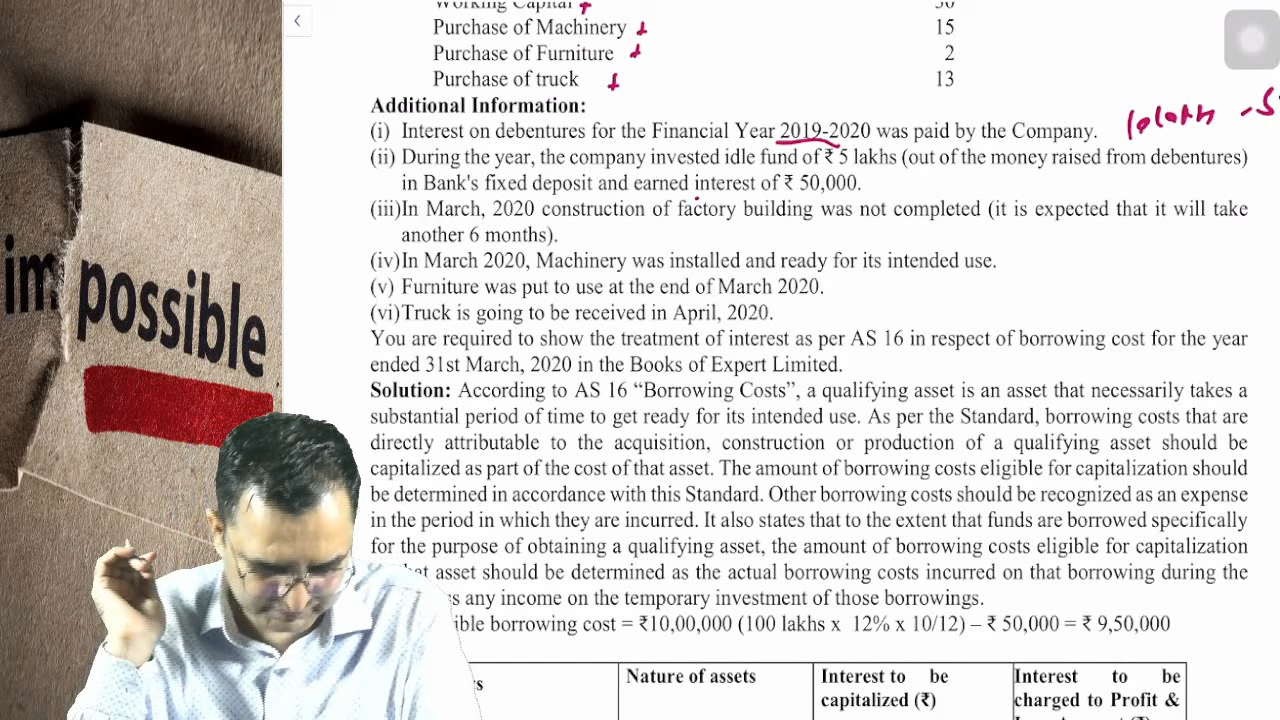 Working Capital 50
Purchase of Machinery 15
Purchase of Furniture 2
Purchase of truck 13
Additional Information:
(i) Interest on debentures for the Financial Year 2019-2020 was paid by the Company. 10lakh
(ii) During the year, the company invested idle fund of ₹ 5 lakhs (out of the money raised from debentures)
in Bank's fixed deposit and earned interest of ₹ 50,000.
(iii)In March, 2020 construction of factory building was not completed (it is expected that it will take
another 6 months).
(iv)In March 2020, Machinery was installed and ready for its intended use.
(v) Furniture was put to use at the end of March 2020.
(vi)Truck is going to be received in April, 2020.
You are required to show the treatment of interest as per AS 16 in respect of borrowing cost for the year
ended 31st March, 2020 in the Books of Expert Limited.
Solution: According to AS 16 “Borrowing Costs”, a qualifying asset is an asset that necessarily takes a
substantial period of time to get ready for its intended use. As per the Standard, borrowing costs that are
directly attributable to the acquisition, construction or production of a qualifying asset should be
capitalized as part of the cost of that asset. The amount of borrowing costs eligible for capitalization should
be determined in accordance with this Standard. Other borrowing costs should be recognized as an expense
in the period in which they are incurred. It also states that to the extent that funds are borrowed specifically
for the purpose of obtaining a qualifying asset, the amount of borrowing costs eligible for capitalization
asset should be determined as the actual borrowing costs incurred on that borrowing during the
any income on the temporary investment of those borrowings.
borrowing cost = ₹10,00,000 (100 lakhs x 12% x 10/12) – ₹ 50,000 = ₹ 9,50,000
Nature of assets
Interest to be
capitalized (₹)
Interest to be
charged to Profit &
im possible